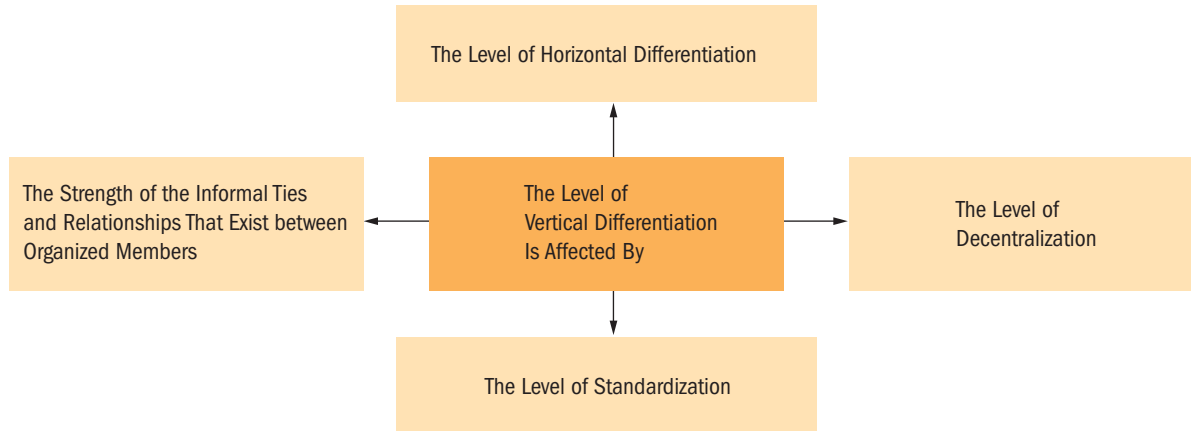 The Level of Horizontal Differentiation
The Strength of the Informal Ties
and Relationships That Exist between
Organized Members
The Level of
Vertical Differentiation
Is Affected By
The Level of
Decentralization
The Level of Standardization